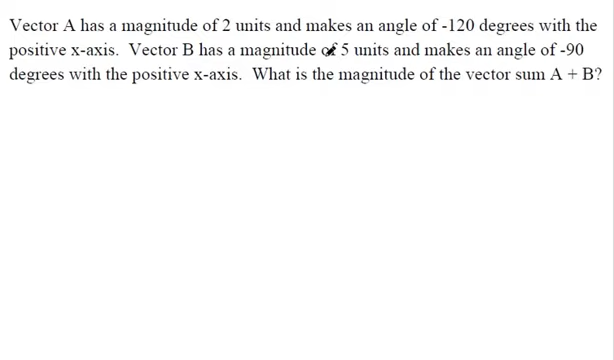 Vector A has a magnitude of 2 units and makes an angle of -120 degrees with the
positive x-axis.  Vector B has a magnitude of 5 units and makes an angle of -90
degrees with the positive x-axis.  What is the magnitude of the vector sum A + B?